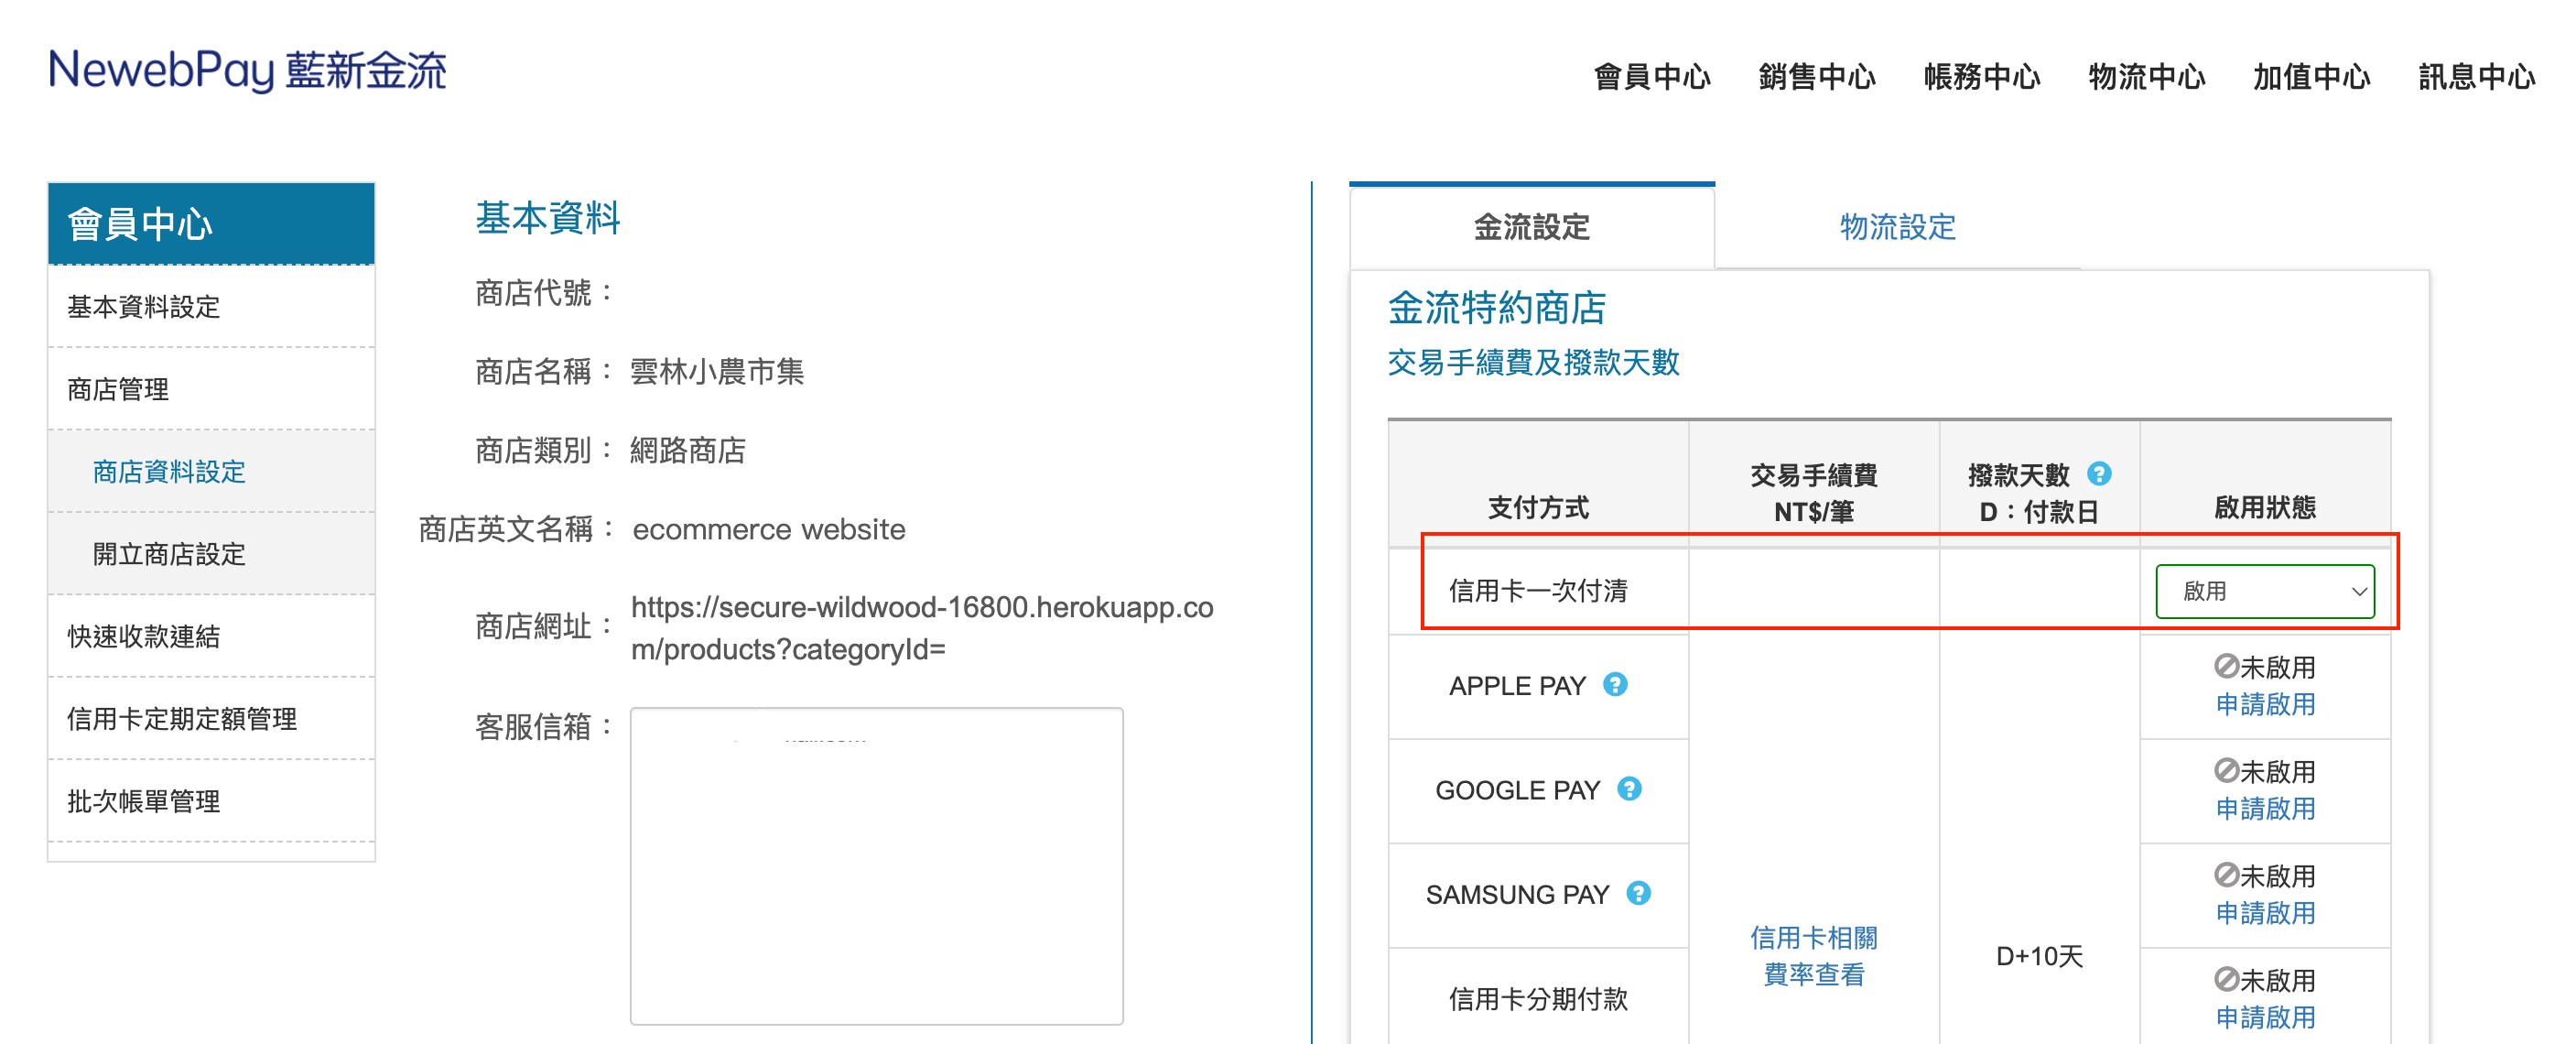 NewebPay 藍新金流
會員中心 銷售中心 帳務中心 物流中心 加值中心 訊息中心
會員中心
基本資料設定
商店管理
商店資料設定
開立商店設定
快速收款連結
信用卡定期定額管理
批次帳單管理
基本資料
商店代號：
商店名稱： 雲林小農市集
商店類別： 網路商店
商店英文名稱： ecommerce website
商店網址： https://secure-wildwood-16800.herokuapp.co
m/products?categoryId=
客服信箱：
金流設定 物流設定
金流特約商店
交易手續費及撥款天數
支付方式
交易手續費
NT$/筆
撥款天數 ?
D：付款日
啟用狀態
信用卡一次付清 啟用
APPLE PAY ?
未啟用
申請啟用
GOOGLE PAY ?
未啟用
申請啟用
SAMSUNG PAY ?
未啟用
申請啟用
信用卡分期付款
未啟用
申請啟用
信用卡相關
費率查看
D+10天